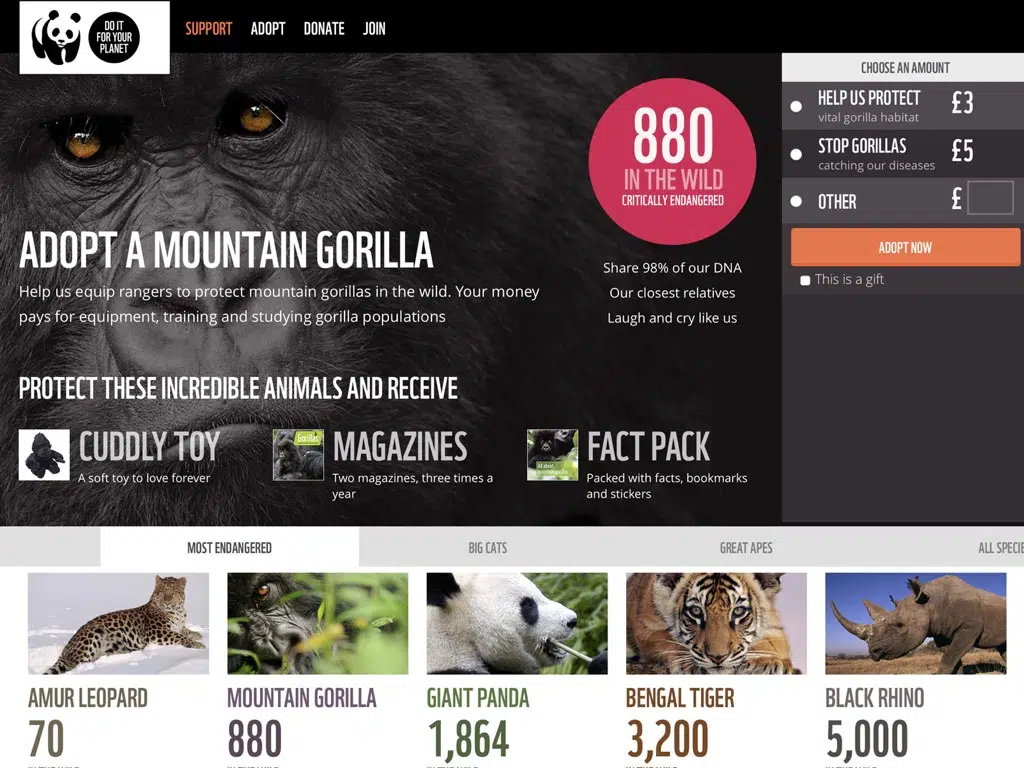 DO IT
FOR YOUR
PLANET
SUPPORT
ADOPT
DONATE
JOIN
CHOOSE AN AMOUNT
HELP US PROTECT
£3
vital gorilla habitat
STOP GORILLAS
£5
catching our diseases
OTHER
£
ADOPT NOW
This is a gift
880
IN THE WILD
CRITICALLY ENDANGERED
Share 98% of our DNA
Our closest relatives
Laugh and cry like us
ADOPT A MOUNTAIN GORILLA
Help us equip rangers to protect mountain gorillas in the wild. Your money
pays for equipment, training and studying gorilla populations
PROTECT THESE INCREDIBLE ANIMALS AND RECEIVE
CUDDLY TOY
A soft toy to love forever
Gorillas
MAGAZINES
Two magazines, three times a
year
FACT PACK
Packed with facts, bookmarks
and stickers
MOST ENDANGERED
BIG CATS
GREAT APES
ALL SPECIE
AMUR LEOPARD
70
MOUNTAIN GORILLA
880
GIANT PANDA
1,864
BENGAL TIGER
3,200
BLACK RHINO
5,000